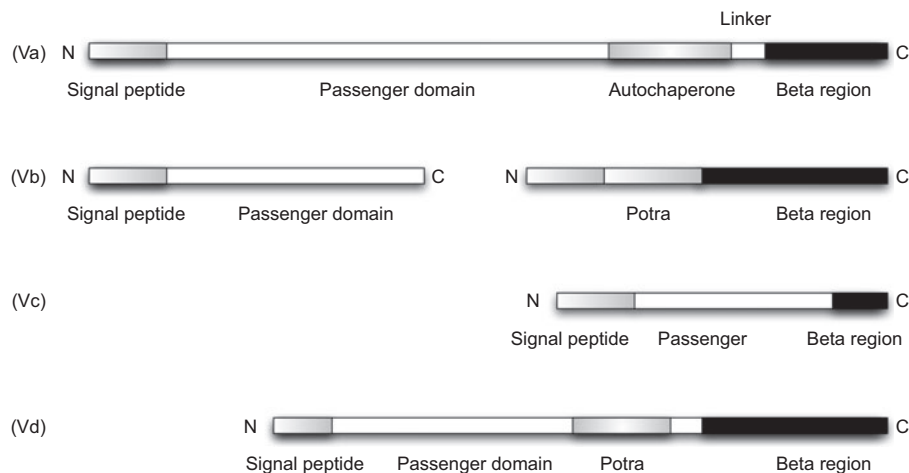 Linker
(Va) N C
Signal peptide Passenger domain Autochaperone Beta region
(Vb) N C N C
Signal peptide Passenger domain Potra Beta region
(Vc) N C
Signal peptide Passenger Beta region
(Vd) N C
Signal peptide Passenger domain Potra Beta region